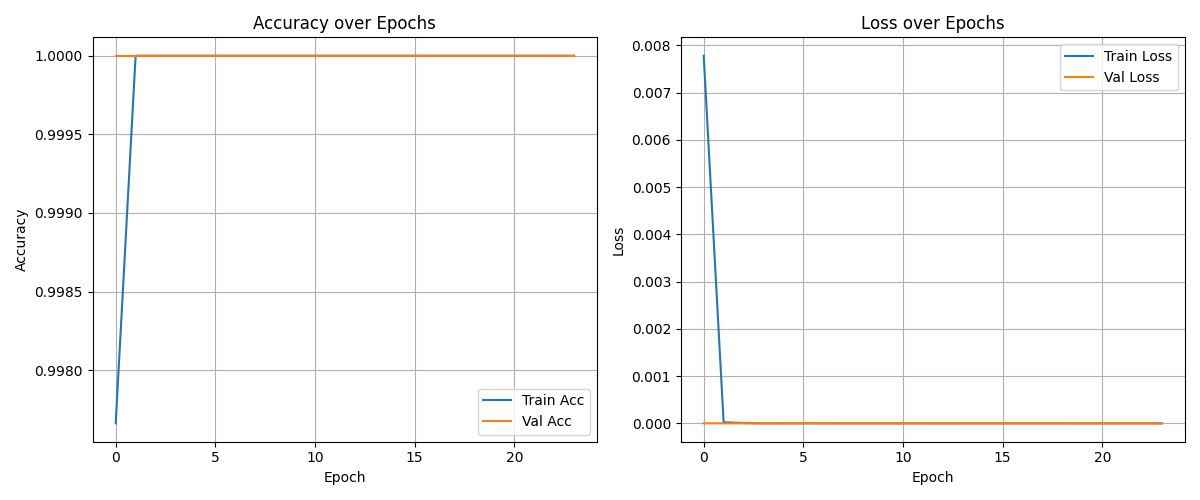 Accuracy over Epochs
1.0000
0.9995
0.9990
0.9985
0.9980
Accuracy
Train Acc
Val Acc
0 5 10 15 20
Epoch
Loss over Epochs
0.008
0.007
0.006
0.005
0.004
0.003
0.002
0.001
0.000
Loss
Train Loss
Val Loss
0 5 10 15 20
Epoch